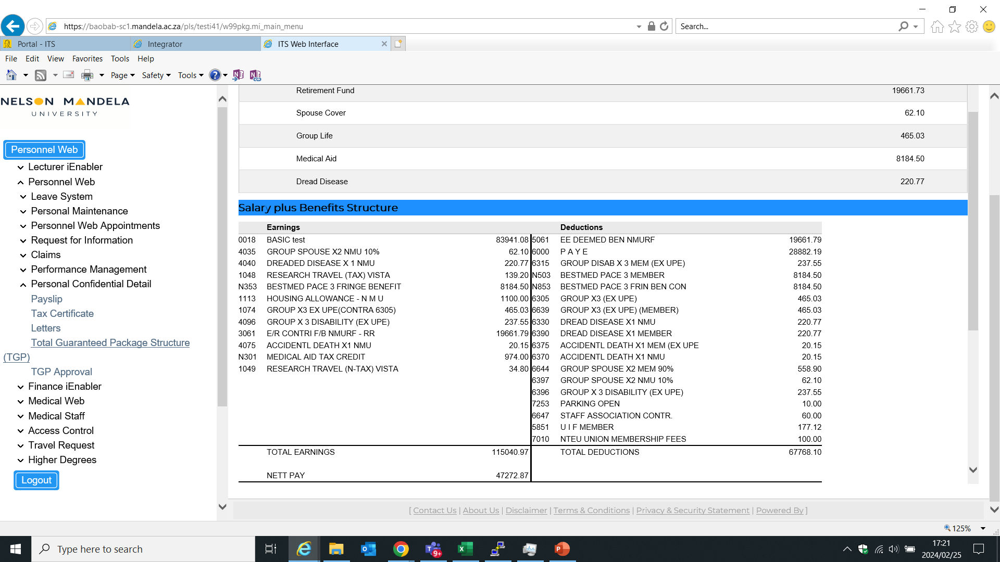 https://baobab-sc1.mandela.ac.za/pls/testi41/w99pkg.mi_main_menu
Search...
Portal - ITS
Integrator
ITS Web Interface
File Edit View Favorites Tools Help
Page Safety Tools
NELSON MANDELA
UNIVERSITY
Personnel Web
Lecturer iEnabler
Personnel Web
Leave System
Personal Maintenance
Personnel Web Appointments
Request for Information
Claims
Performance Management
Personal Confidential Detail
Payslip
Tax Certificate
Letters
Total Guaranteed Package Structure
(TGP)
TGP Approval
Finance iEnabler
Medical Web
Medical Staff
Access Control
Travel Request
Higher Degrees
Logout
Retirement Fund 19661.73
Spouse Cover 62.10
Group Life 465.03
Medical Aid 8184.50
Dread Disease 220.77
Salary plus Benefits Structure
Earnings Deductions
0018 BASIC test 83941.08 5061 EE DEEMED BEN NMURF 19661.79
4035 GROUP SPOUSE X2 NMU 10% 62.10 6000 P A Y E 28882.19
4040 DREADED DISEASE X 1 NMU 220.77 6315 GROUP DISAB X 3 MEM (EX UPE) 237.55
1048 RESEARCH TRAVEL (TAX) VISTA 139.20 N503 BESTMED PACE 3 MEMBER 8184.50
N353 BESTMED PACE 3 FRINGE BENEFIT 8184.50 N853 BESTMED PACE 3 FRIN BEN CON 8184.50
1113 HOUSING ALLOWANCE - N M U 1100.00 6305 GROUP X3 (EX UPE) 465.03
1074 GROUP X3 EX UPE(CONTRA 6305) 465.03 6639 GROUP X3 (EX UPE) (MEMBER) 465.03
4096 GROUP X 3 DISABILITY (EX UPE) 237.55 6330 DREAD DISEASE X1 NMU 220.77
3061 E/R CONTRI F/B NMURF - RR 19661.79 6390 DREAD DISEASE X1 MEMBER 220.77
4075 ACCIDENTL DEATH X1 NMU 20.15 6375 ACCIDENTL DEATH X1 MEM (EX UPE 20.15
N301 MEDICAL AID TAX CREDIT 974.00 6370 ACCIDENTL DEATH X1 NMU 20.15
1049 RESEARCH TRAVEL (N-TAX) VISTA 34.80 6644 GROUP SPOUSE X2 MEM 90% 558.90
6397 GROUP SPOUSE X2 NMU 10% 62.10
6396 GROUP X 3 DISABILITY (EX UPE) 237.55
7253 PARKING OPEN 10.00
6647 STAFF ASSOCIATION CONTR. 60.00
5851 U I F MEMBER 177.12
7010 NTEU UNION MEMBERSHIP FEES 100.00
TOTAL EARNINGS 115040.97 TOTAL DEDUCTIONS 67768.10
NETT PAY 47272.87
[ Contact Us | About Us | Disclaimer | Terms & Conditions | Privacy & Security Statement | Powered By ]
125%
Type here to search
9+
17:21
2024/02/25